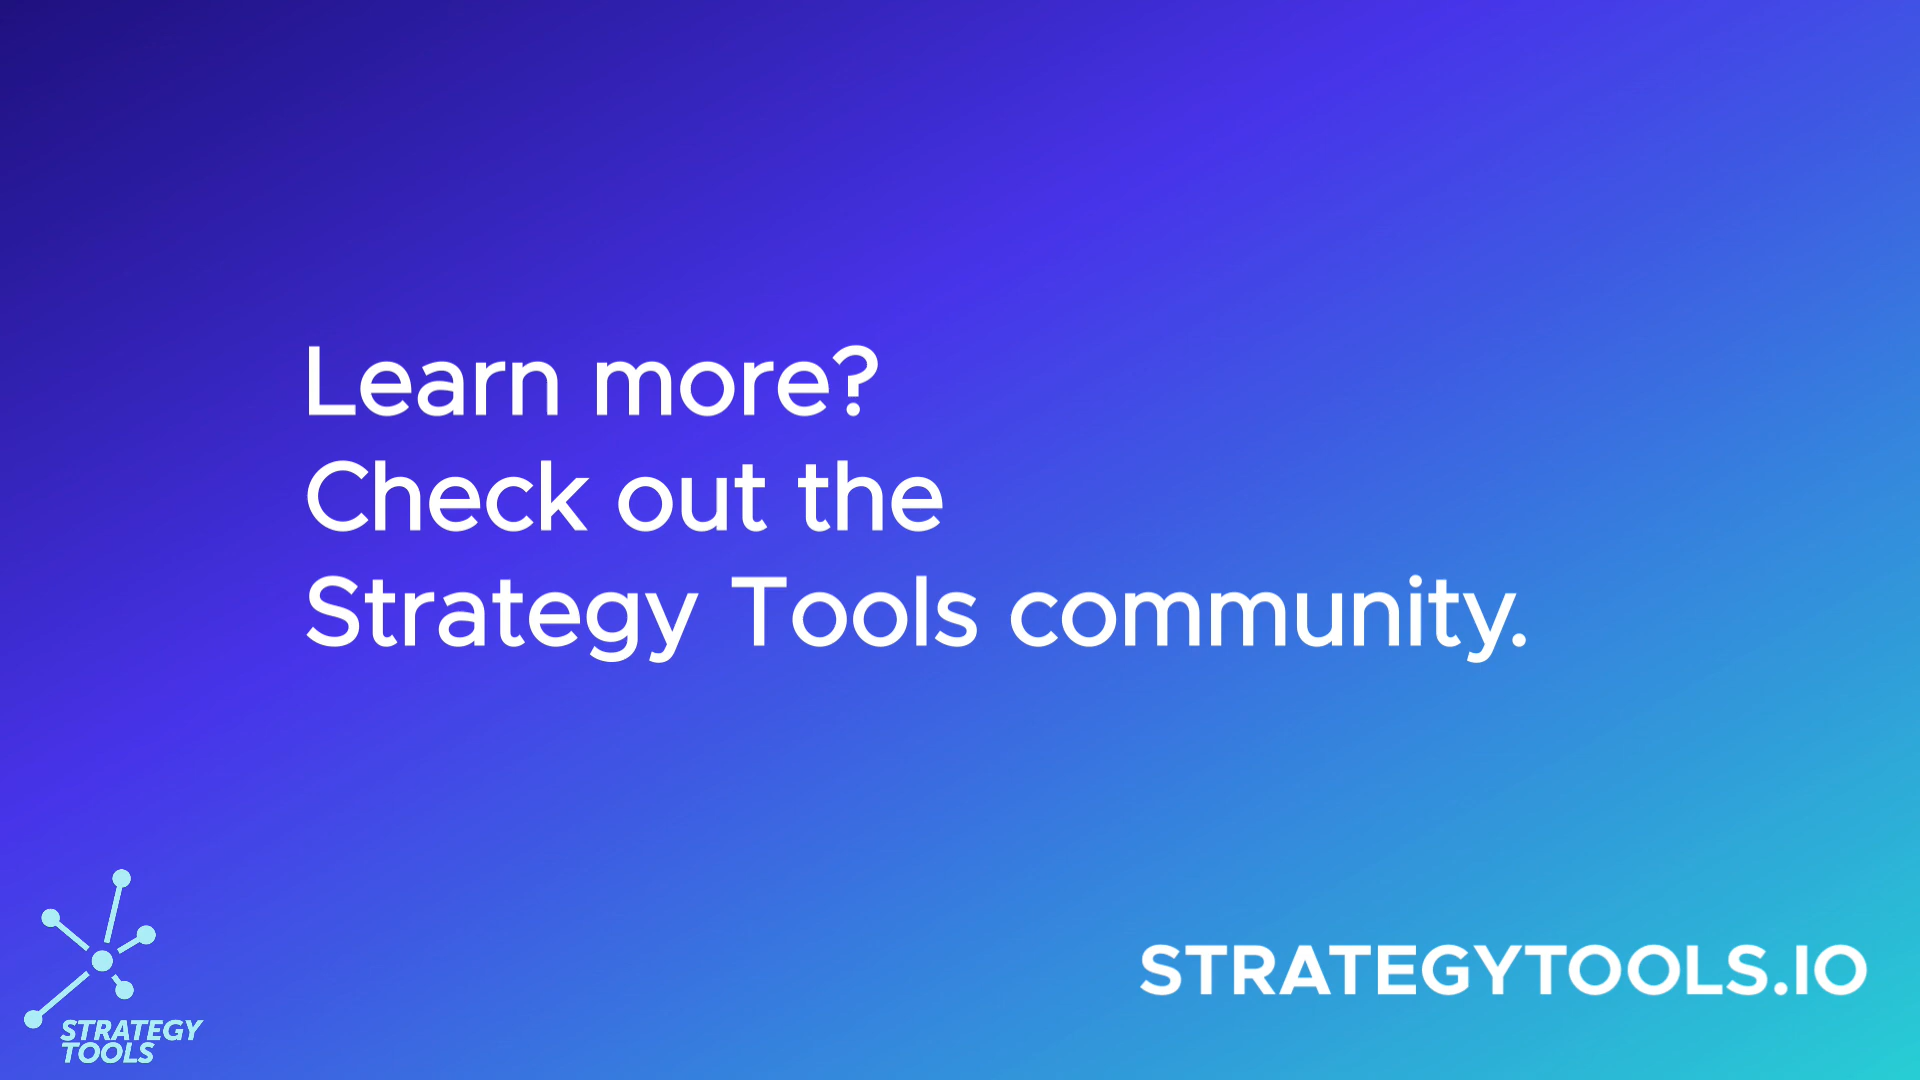 Learn more?
Check out the
Strategy Tools community.
STRATEGYTOOLS.IO
STRATEGY
TOOLS